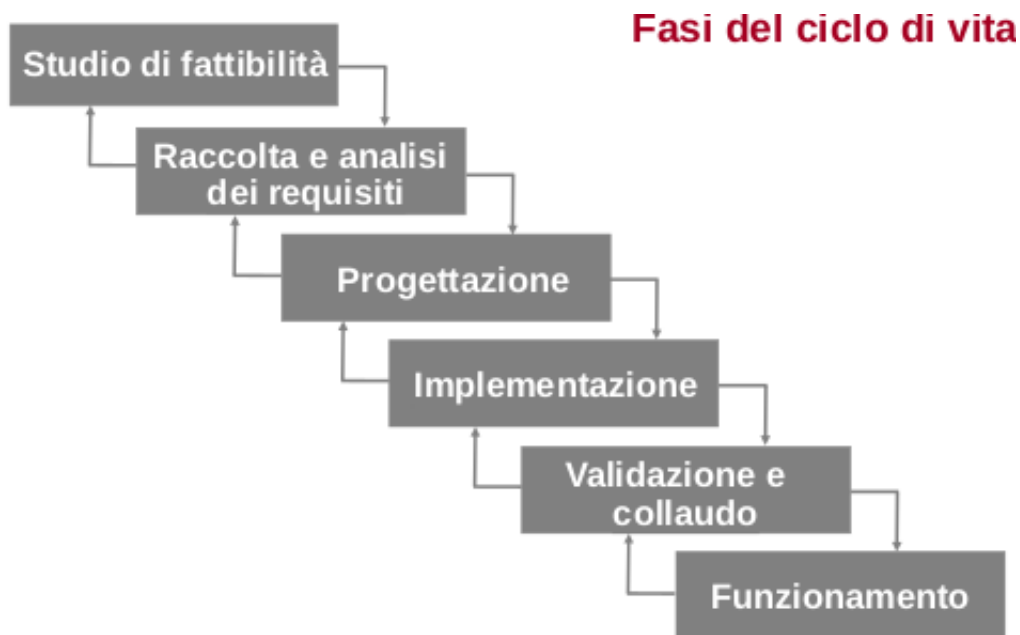 Fasi del ciclo di vita
Studio di fattibilità
Raccolta e analisi
dei requisiti
Progettazione
Implementazione
Validazione e
collaudo
Funzionamento